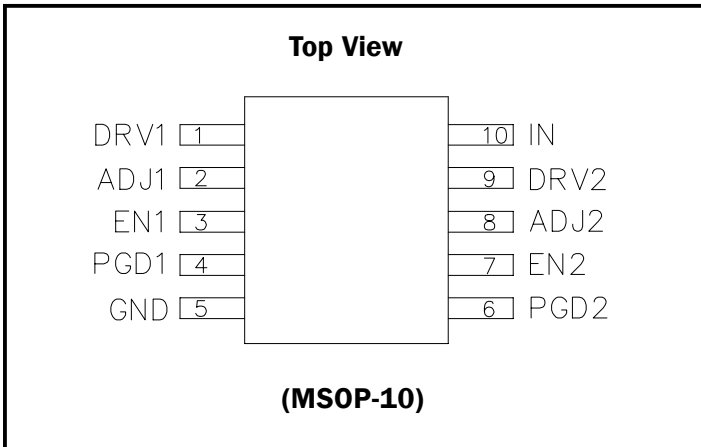 Top View
DRV1 1 10 IN
ADJ1 2 9 DRV2
EN1 3 8 ADJ2
PGD1 4 7 EN2
GND 5 6 PGD2
(MSOP-10)